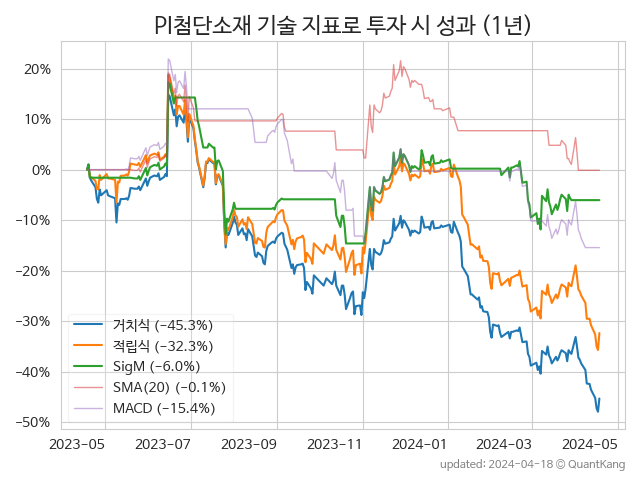 PI첨단소재 기술 지표로 투자 시 성과 (1년)
20%
10%
0%
−10%
−20%
−30%
−40%
−50%
거치식 (−45.3%)
적립식 (−32.3%)
SigM (−6.0%)
SMA(20) (−0.1%)
MACD (−15.4%)
2023-05 2023-07 2023-09 2023-11 2024-01 2024-03 2024-05
updated: 2024-04-18 © QuantKang